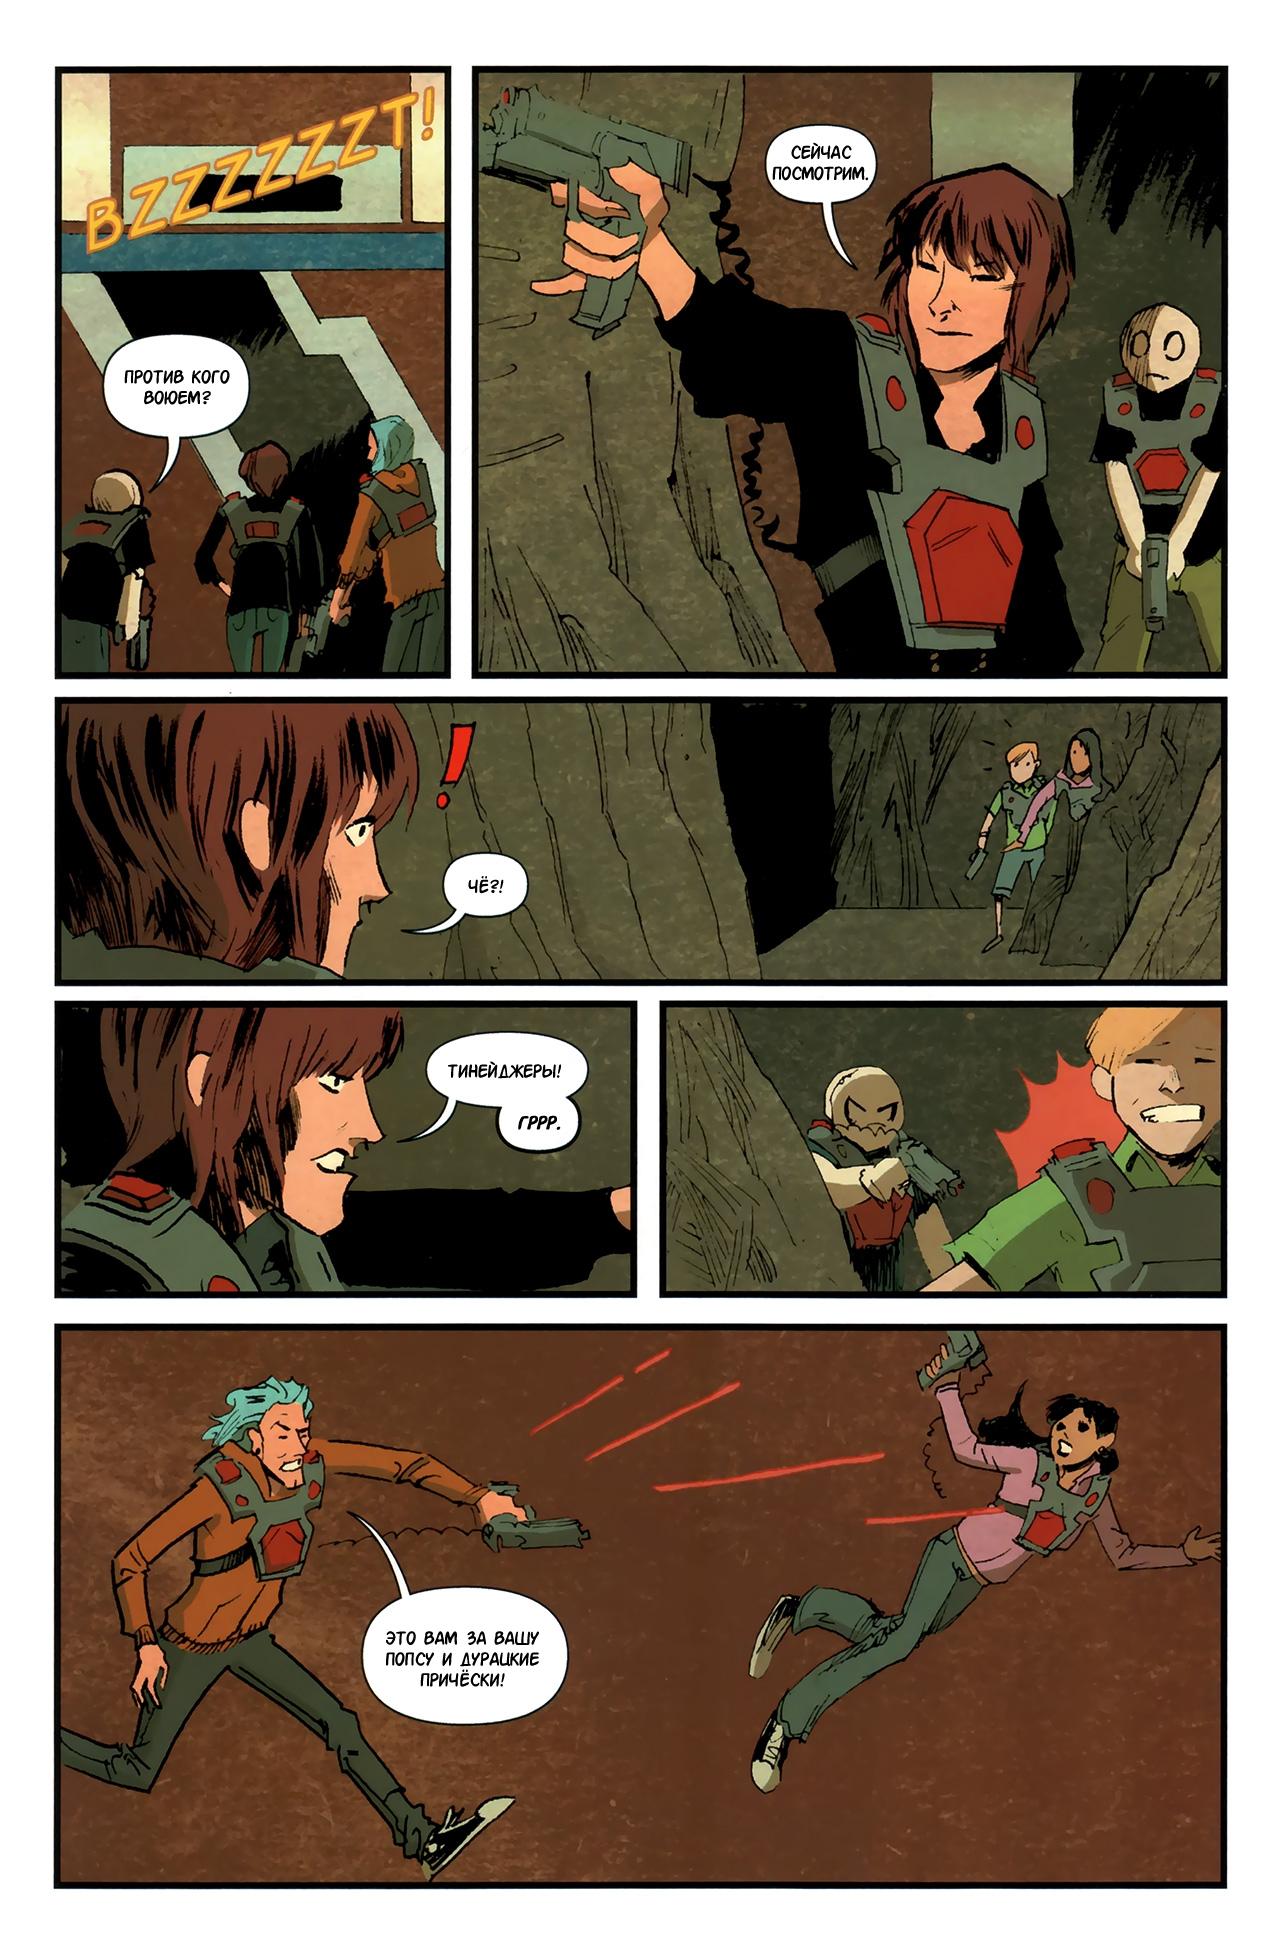 BZZZZZZT!
ПРОТИВ КОГО
ВОЮЕМ?
СЕЙЧАС
ПОСМОТРИМ.
!
ЧЁ?!
ТИНЕЙДЖЕРЫ!
ГРРР.
ЭТО ВАМ ЗА ВАШУ
ПОПСУ И ДУРАЦКИЕ
ПРИЧЁСКИ!